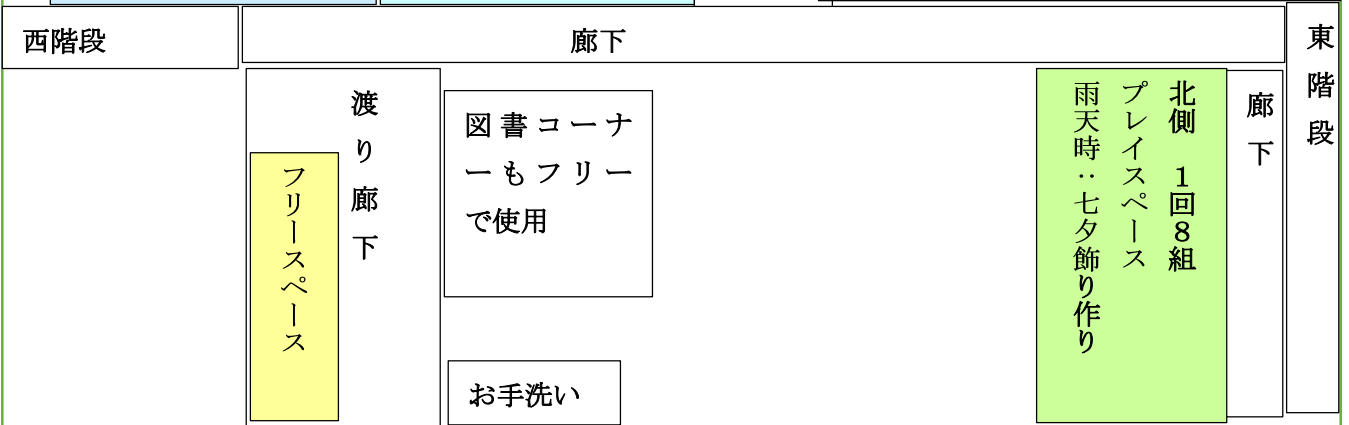 西階段
廊下
東階段
渡り廊下
フリースペース
図書コーナ
ーもフリー
で使用
お手洗い
北側　1回8組
プレイスペース
雨天時：七夕飾り作り
廊下